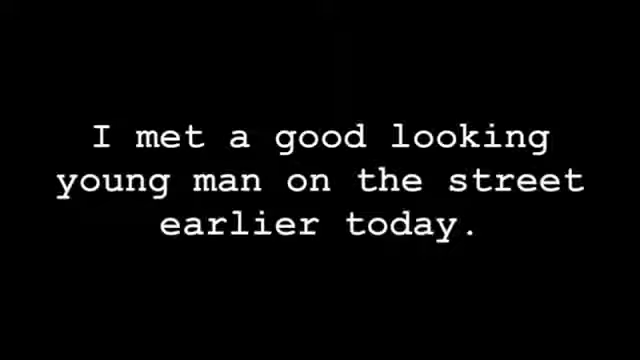 I met a good looking
young man on the street
earlier today.